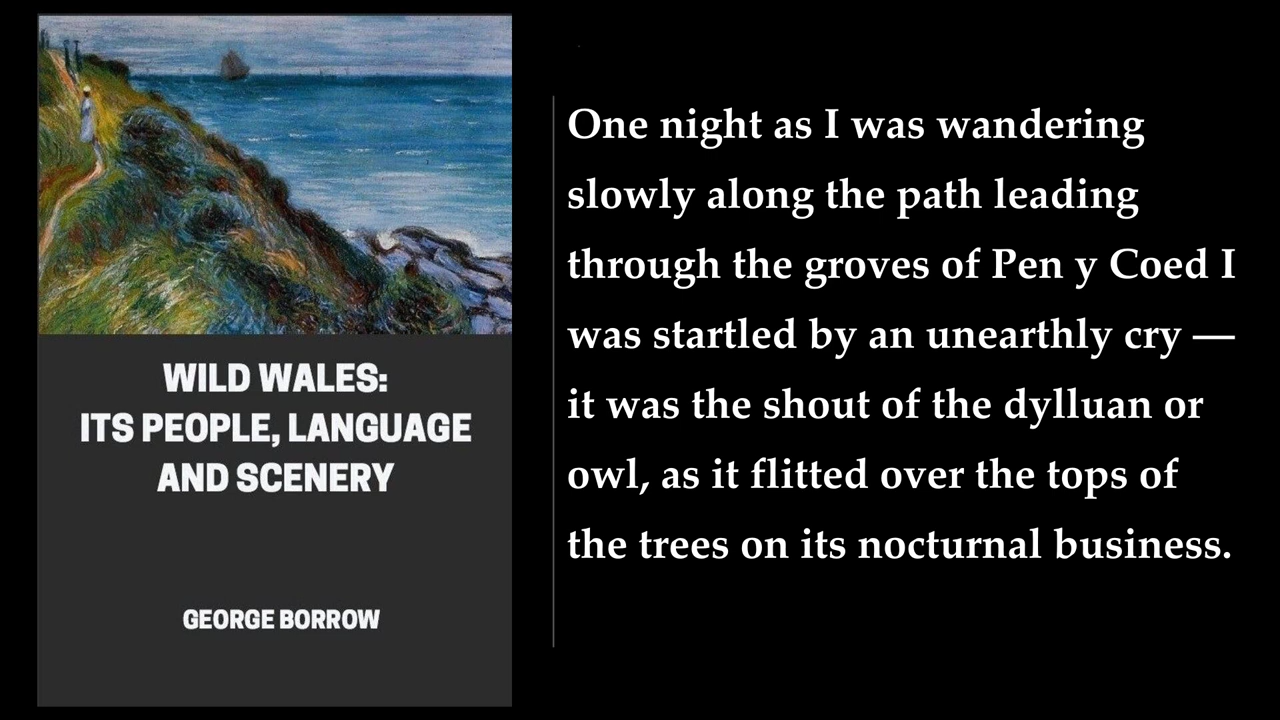 WILD WALES:
ITS PEOPLE, LANGUAGE
AND SCENERY
GEORGE BORROW
One night as I was wandering
slowly along the path leading
through the groves of Pen y Coed I
was startled by an unearthly cry —
it was the shout of the dylluan or
owl, as it flitted over the tops of
the trees on its nocturnal business.